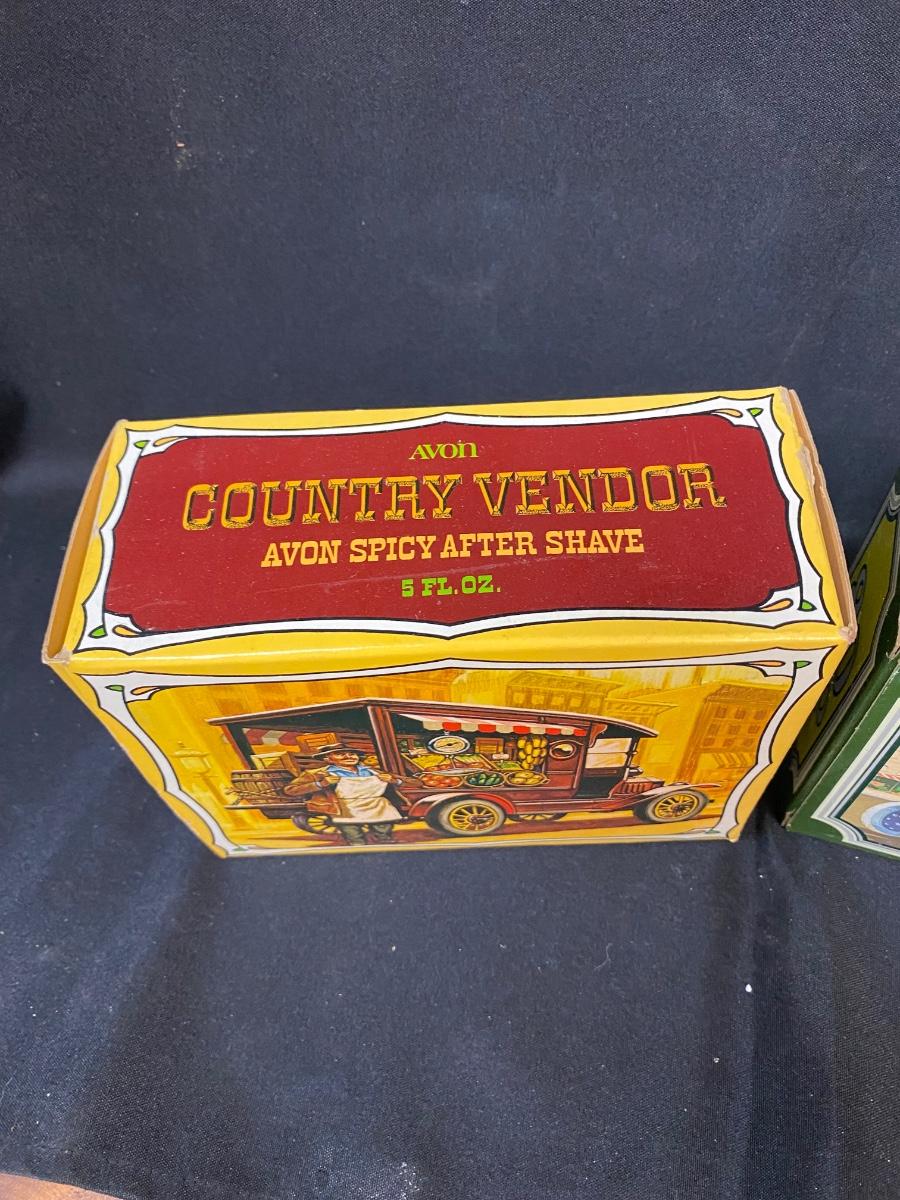 AVON
COUNTRY VENDOR
AVON SPICY AFTER SHAVE
5 FL. OZ.